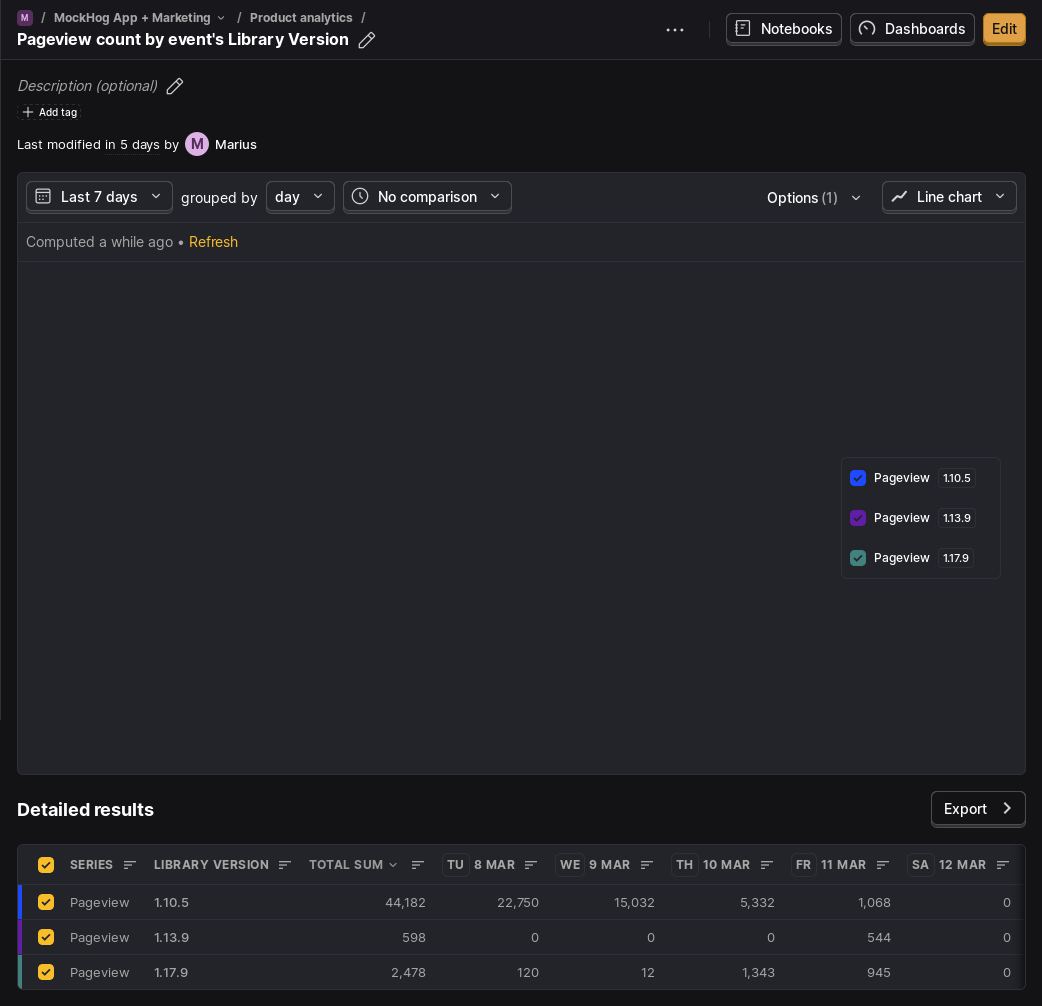 M / MockHog App + Marketing / Product analytics /
Pageview count by event's Library Version
Notebooks Dashboards Edit
Description (optional)
Add tag
Last modified in 5 days by M Marius
Last 7 days grouped by day No comparison Options (1) Line chart
Computed a while ago • Refresh
Pageview 1.10.5
Pageview 1.13.9
Pageview 1.17.9
Detailed results Export
SERIES LIBRARY VERSION TOTAL SUM TU 8 MAR WE 9 MAR TH 10 MAR FR 11 MAR SA 12 MAR
Pageview 1.10.5 44,182 22,750 15,032 5,332 1,068 0
Pageview 1.13.9 598 0 0 0 544 0
Pageview 1.17.9 2,478 120 12 1,343 945 0